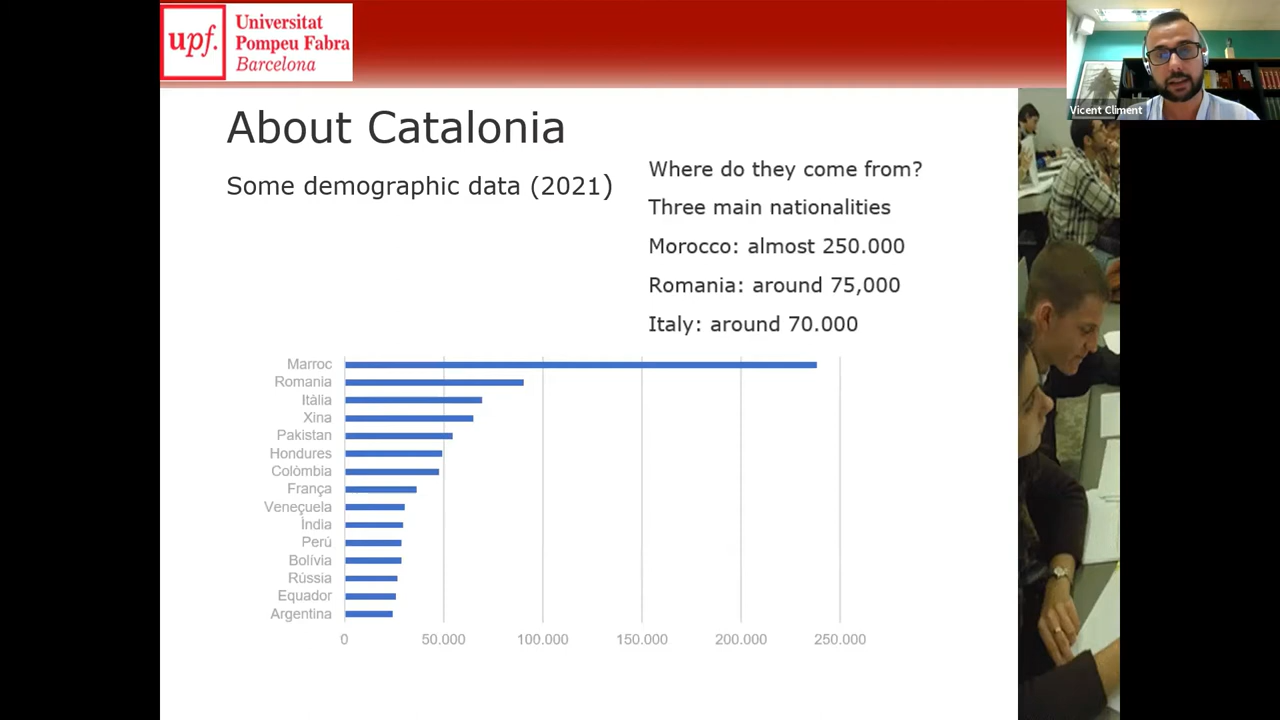 upf.
Universitat
Pompeu Fabra
Barcelona
Vicent Climent
About Catalonia
Some demographic data (2021)
Where do they come from?
Three main nationalities
Morocco: almost 250.000
Romania: around 75,000
Italy: around 70.000
Marroc
Romania
Itàlia
Xina
Pakistan
Hondures
Colòmbia
França
Veneçuela
Índia
Perú
Bolívia
Rússia
Equador
Argentina
0 50.000 100.000 150.000 200.000 250.000